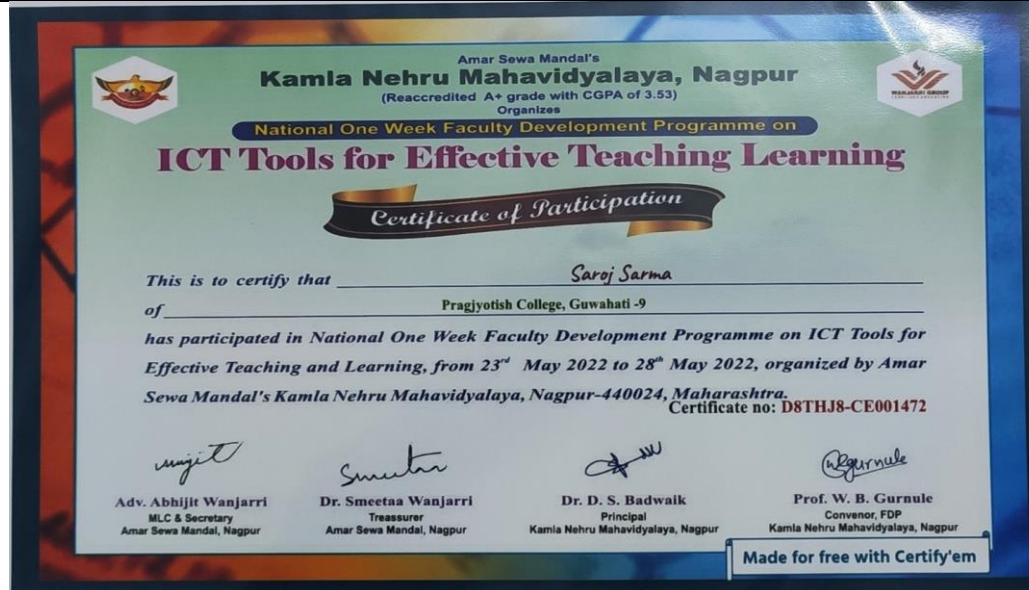 Amar Sewa Mandal's
Kamla Nehru Mahavidyalaya, Nagpur
(Reaccredited A+ grade with CGPA of 3.53)
Organizes
National One Week Faculty Development Programme on
ICT Tools for Effective Teaching Learning
Certificate of Participation
This is to certify that Saroj Sarma
of Pragjyotish College, Guwahati -9
has participated in National One Week Faculty Development Programme on ICT Tools for
Effective Teaching and Learning, from 23rd May 2022 to 28th May 2022, organized by Amar
Sewa Mandal's Kamla Nehru Mahavidyalaya, Nagpur-440024, Maharashtra.
Certificate no: D8THJ8-CE001472
Adv. Abhijit Wanjarri
MLC & Secretary
Amar Sewa Mandal, Nagpur
Dr. Smeetaa Wanjarri
Treassurer
Amar Sewa Mandal, Nagpur
Dr. D. S. Badwaik
Principal
Kamla Nehru Mahavidyalaya, Nagpur
Prof. W. B. Gurnule
Convenor, FDP
Kamla Nehru Mahavidyalaya, Nagpur
WANJARRI GROUP
Made for free with Certify'em